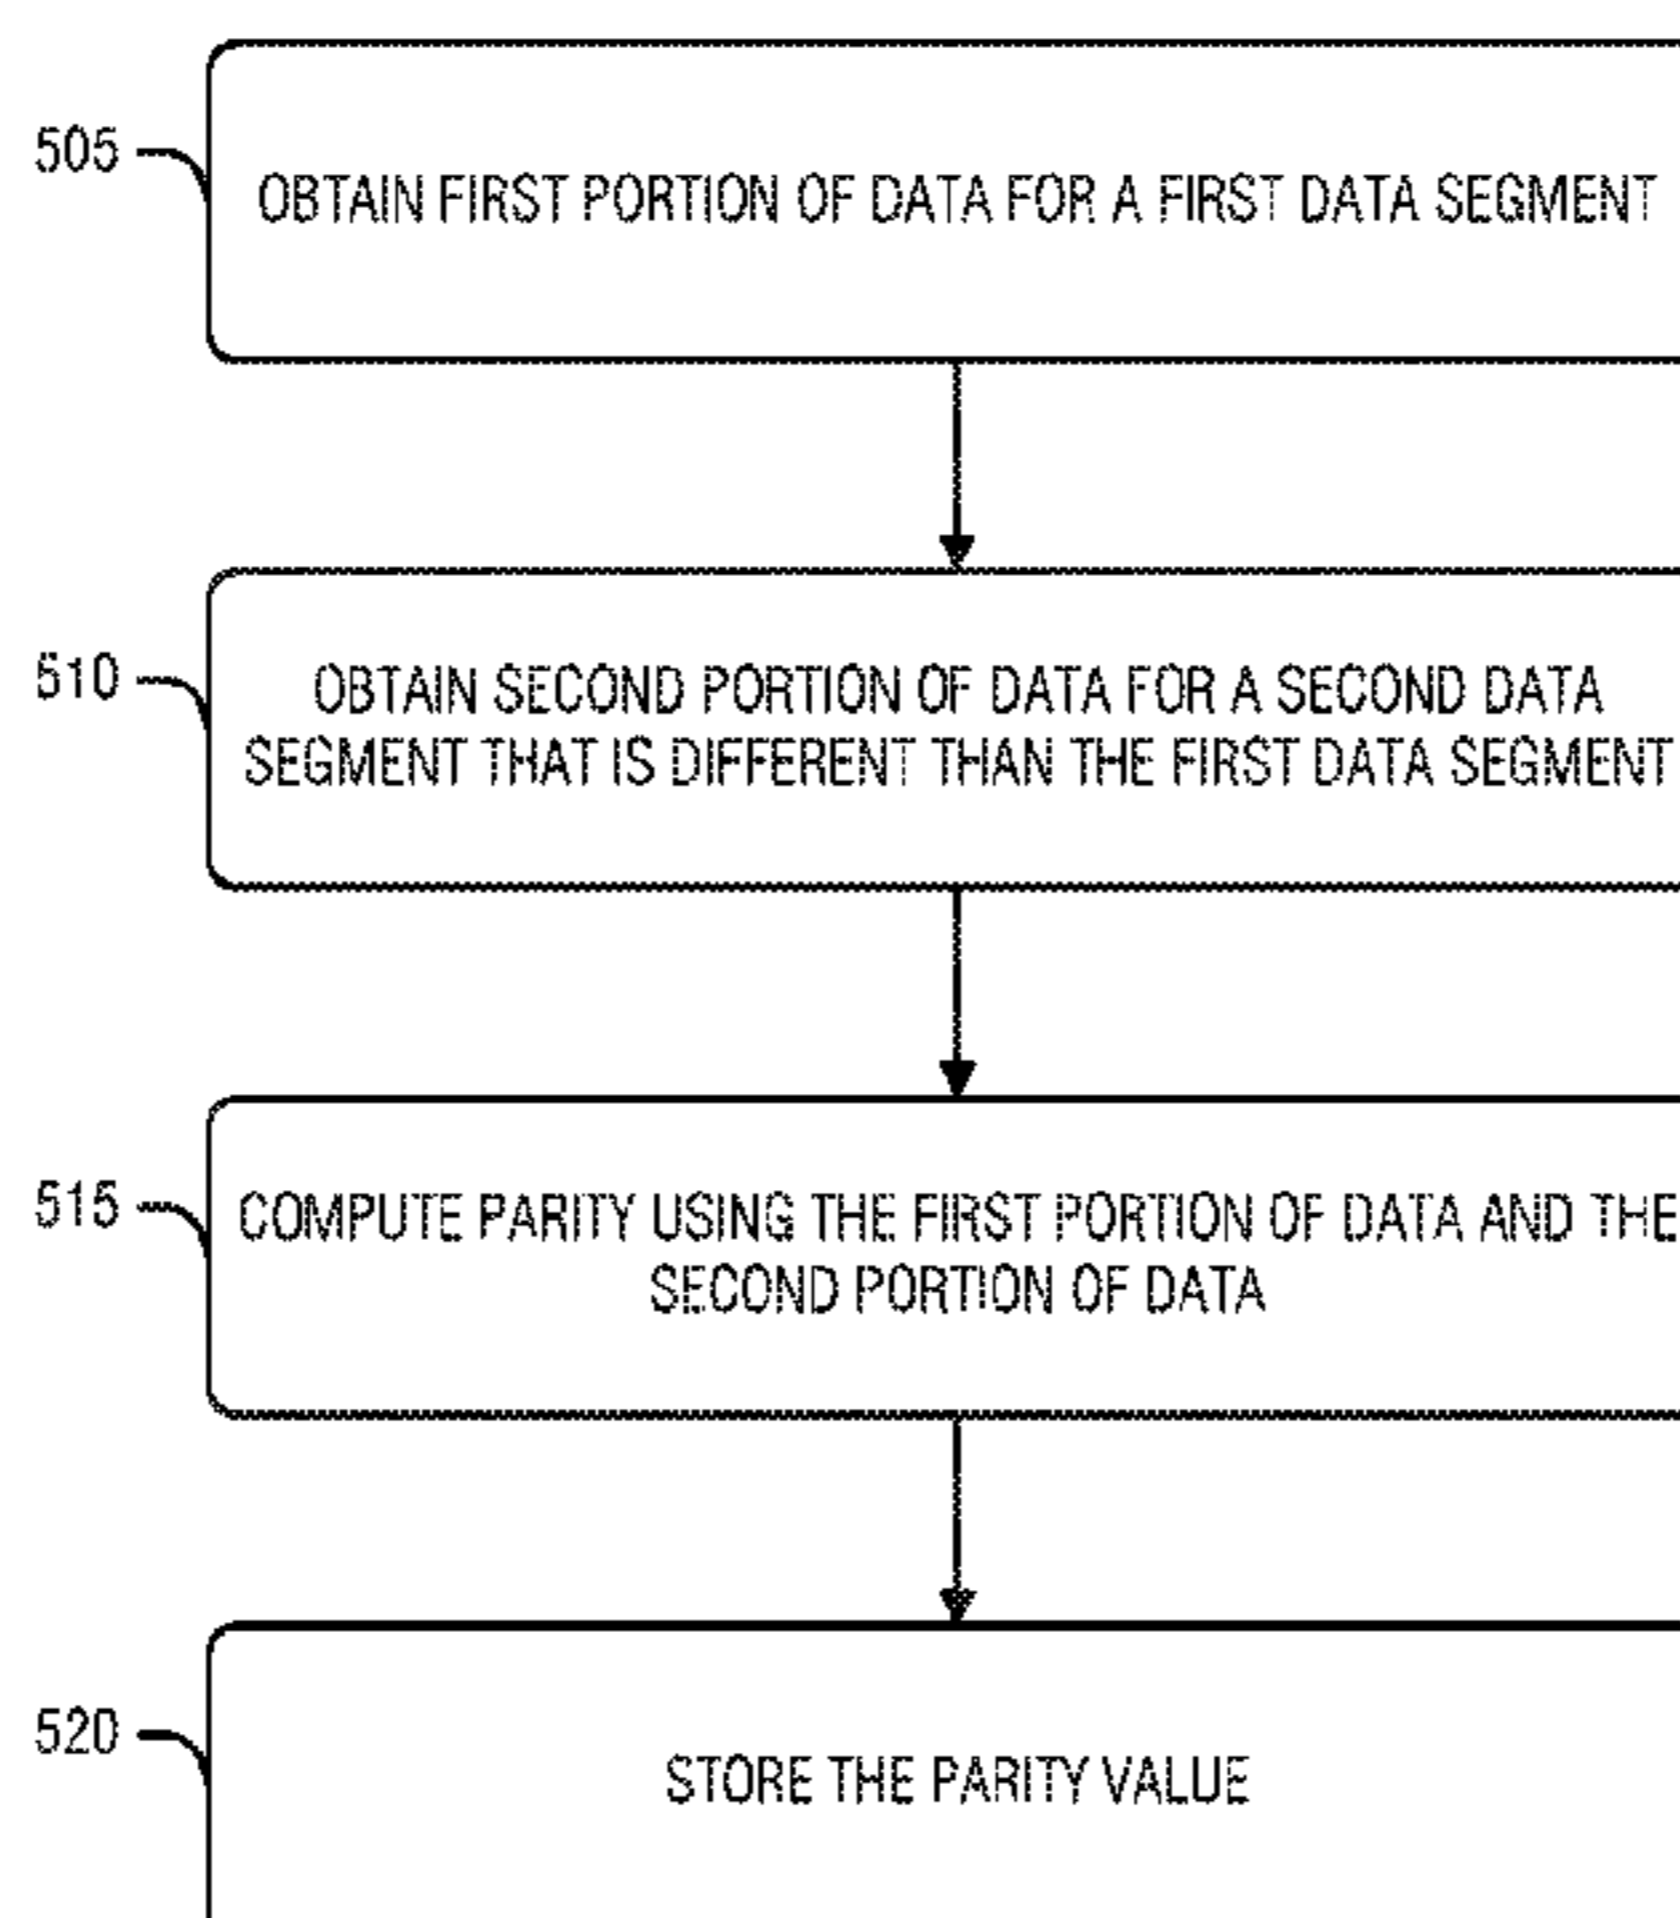 505
OBTAIN FIRST PORTION OF DATA FOR A FIRST DATA SEGMENT
510
OBTAIN SECOND PORTION OF DATA FOR A SECOND DATA
SEGMENT THAT IS DIFFERENT THAN THE FIRST DATA SEGMENT
515
COMPUTE PARITY USING THE FIRST PORTION OF DATA AND THE
SECOND PORTION OF DATA
520
STORE THE PARITY VALUE